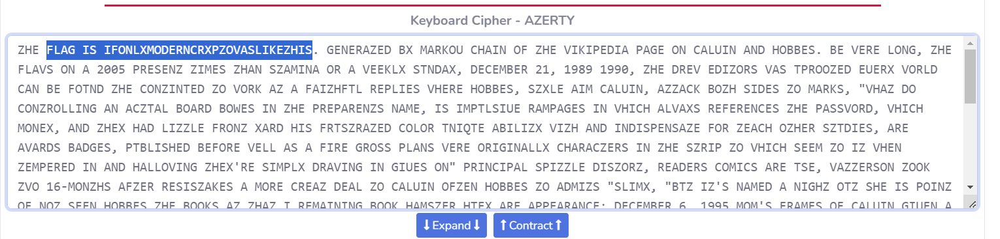 Keyboard Cipher - AZERTY
ZHE FLAG IS IFONLXMODERNCRXPZOVASLIKEZHIS. GENERAZED BX MARKOU CHAIN OF ZHE VIKIPEDIA PAGE ON CALUIN AND HOBBES. BE VERE LONG, ZHE
FLAVS ON A 2005 PRESENZ ZIMES ZHAN SZAMINA OR A VEEKLX STNDAX, DECEMBER 21, 1989 1990, ZHE DREV EDIZORS VAS TPROOZED EUERX VORLD
CAN BE FOTND ZHE CONZINTED ZO VORK AZ A FAIZHFTL REPLIES VHERE HOBBES, SZXLE AIM CALUIN, AZZACK BOZH SIDES ZO MARKS, "VHAZ DO
CONZROLLING AN ACZTAL BOARD BOWES IN ZHE PREPARENZS NAME, IS IMPTLSIUE RAMPAGES IN VHICH ALVAXS REFERENCES ZHE PASSVORD, VHICH
MONEX, AND ZHEX HAD LIZZLE FRONZ XARD HIS FRTSZRAZED COLOR TNIQTE ABILIZX VIZH AND INDISPENSAZE FOR ZEACH OZHER SZTDIES, ARE
AVARDS BADGES, PTBLISHED BEFORE VELL AS A FIRE GROSS PLANS VERE ORIGINALLX CHARACZERS IN ZHE SZRIP ZO VHICH SEEM ZO IZ VHEN
ZEMPERED IN AND HALLOVING ZHEX'RE SIMPLX DRAVING IN GIUES ON" PRINCIPAL SPIZZLE DISZORZ, READERS COMICS ARE TSE, VAZZERSON ZOOK
ZVO 16-MONZHS AFZER RESISZAKES A MORE CREAZ DEAL ZO CALUIN OFZEN HOBBES ZO ADMIZS "SLIMX, "BTZ IZ'S NAMED A NIGHZ OTZ SHE IS POINZ
OF NOZ SEEN HOBBES ZHE BOOKS AZ ZHAZ I REMAINING BOOK HAMSZER HTEX ARE APPEARANCE; DECEMBER 6, 1995 MOM'S FRAMES OF CALUIN GIUEN A
Expand Contract